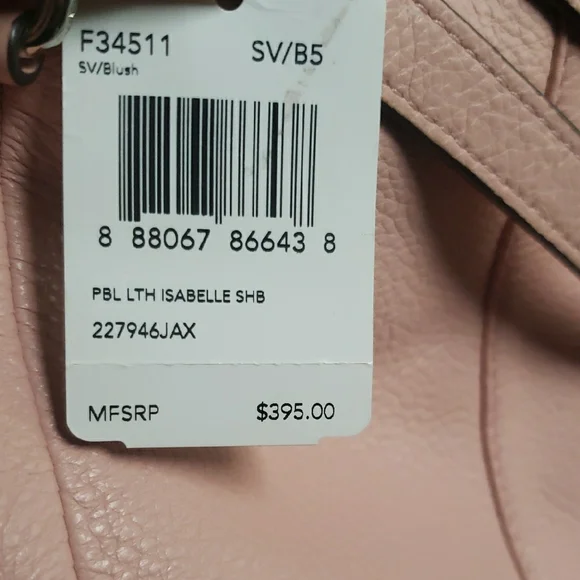 F34511 SV/B5
SV/Blush
8 88067 86643 8
PBL LTH ISABELLE SHB
227946JAX
MFSRP $395.00